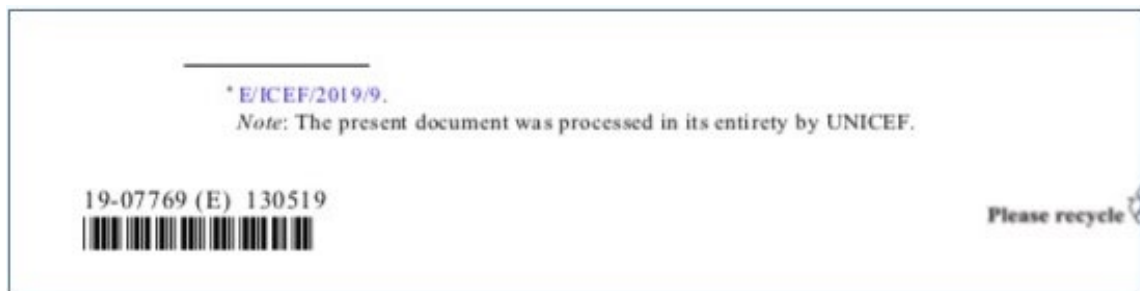 * E/ICEF/2019/9.
Note: The present document was processed in its entirety by UNICEF.
19-07769 (E) 130519
Please recycle